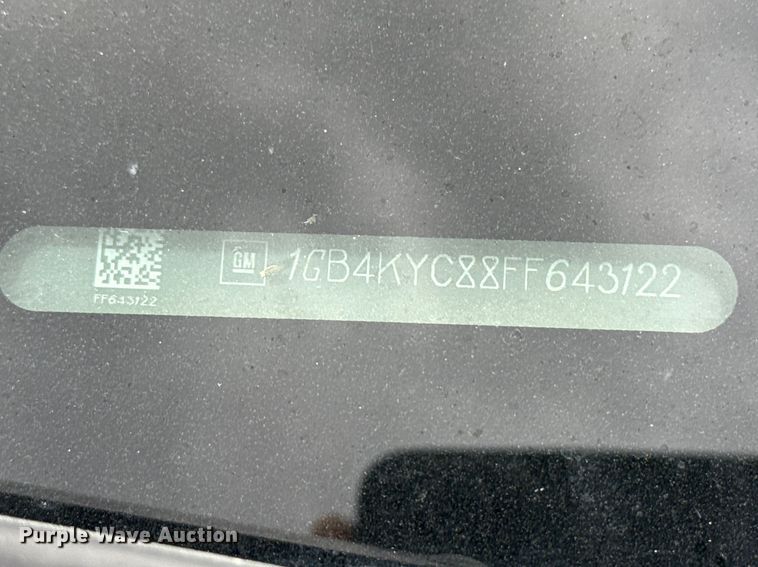 GM 1GB4KYC88FF643122
FF643122
Purple Wave Auction